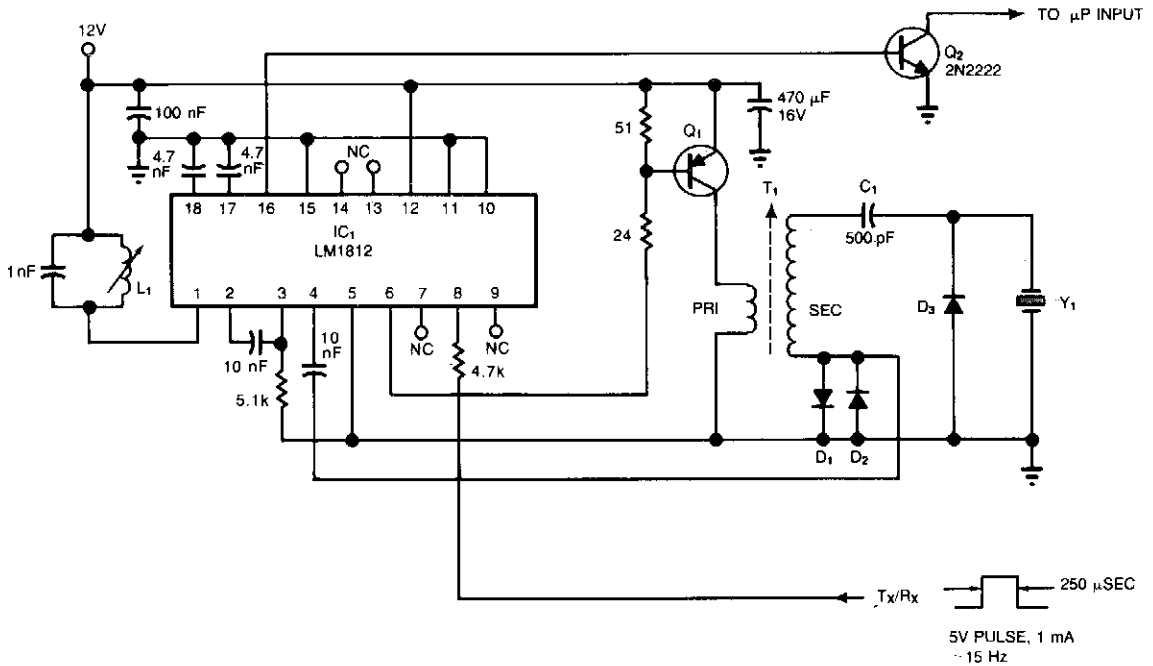 TO μP INPUT
12V
Q2
2N2222
100 nF
470 μF
16V
51
Q1
4.7
nF
4.7
nF
NC
T1
C1
500 pF
18 17 16 15 14 13 12 11 10
IC1
LM1812
24
1 nF
L1
1 2 3 4 5 6 7 8 9
PRI
SEC
D3
Y1
10 nF
10
nF
NC
NC
4.7k
5.1k
D1
D2
TX/RX
250 μSEC
5V PULSE, 1 mA
~15 Hz